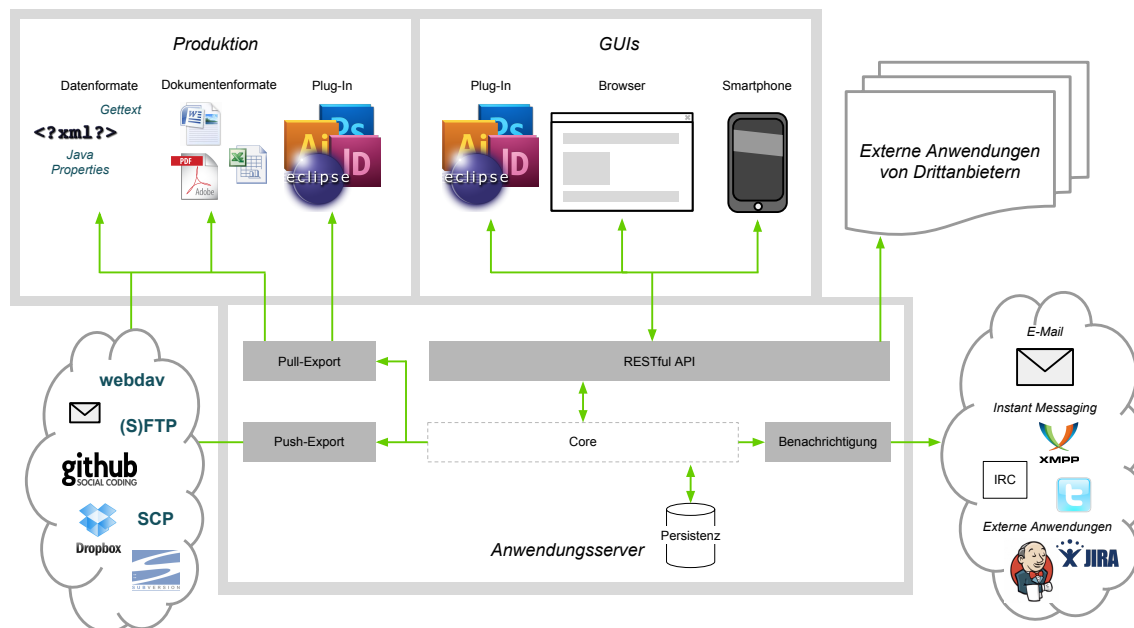 Produktion
GUIs
Datenformate
Dokumentenformate
Plug-In
Plug-In
Browser
Smartphone
Gettext
<?xml?>
Java
Properties
W
PDF
Adobe
X
Ps
Ai
ID
eclipse
Ps
Ai
ID
eclipse
X
Externe Anwendungen
von Drittanbietern
Pull-Export
RESTful API
Push-Export
Core
Benachrichtigung
Persistenz
Anwendungsserver
webdav
(S)FTP
github
SOCIAL CODING
SCP
Dropbox
SUBVERSION
E-Mail
Instant Messaging
XMPP
IRC
t
Externe Anwendungen
JIRA